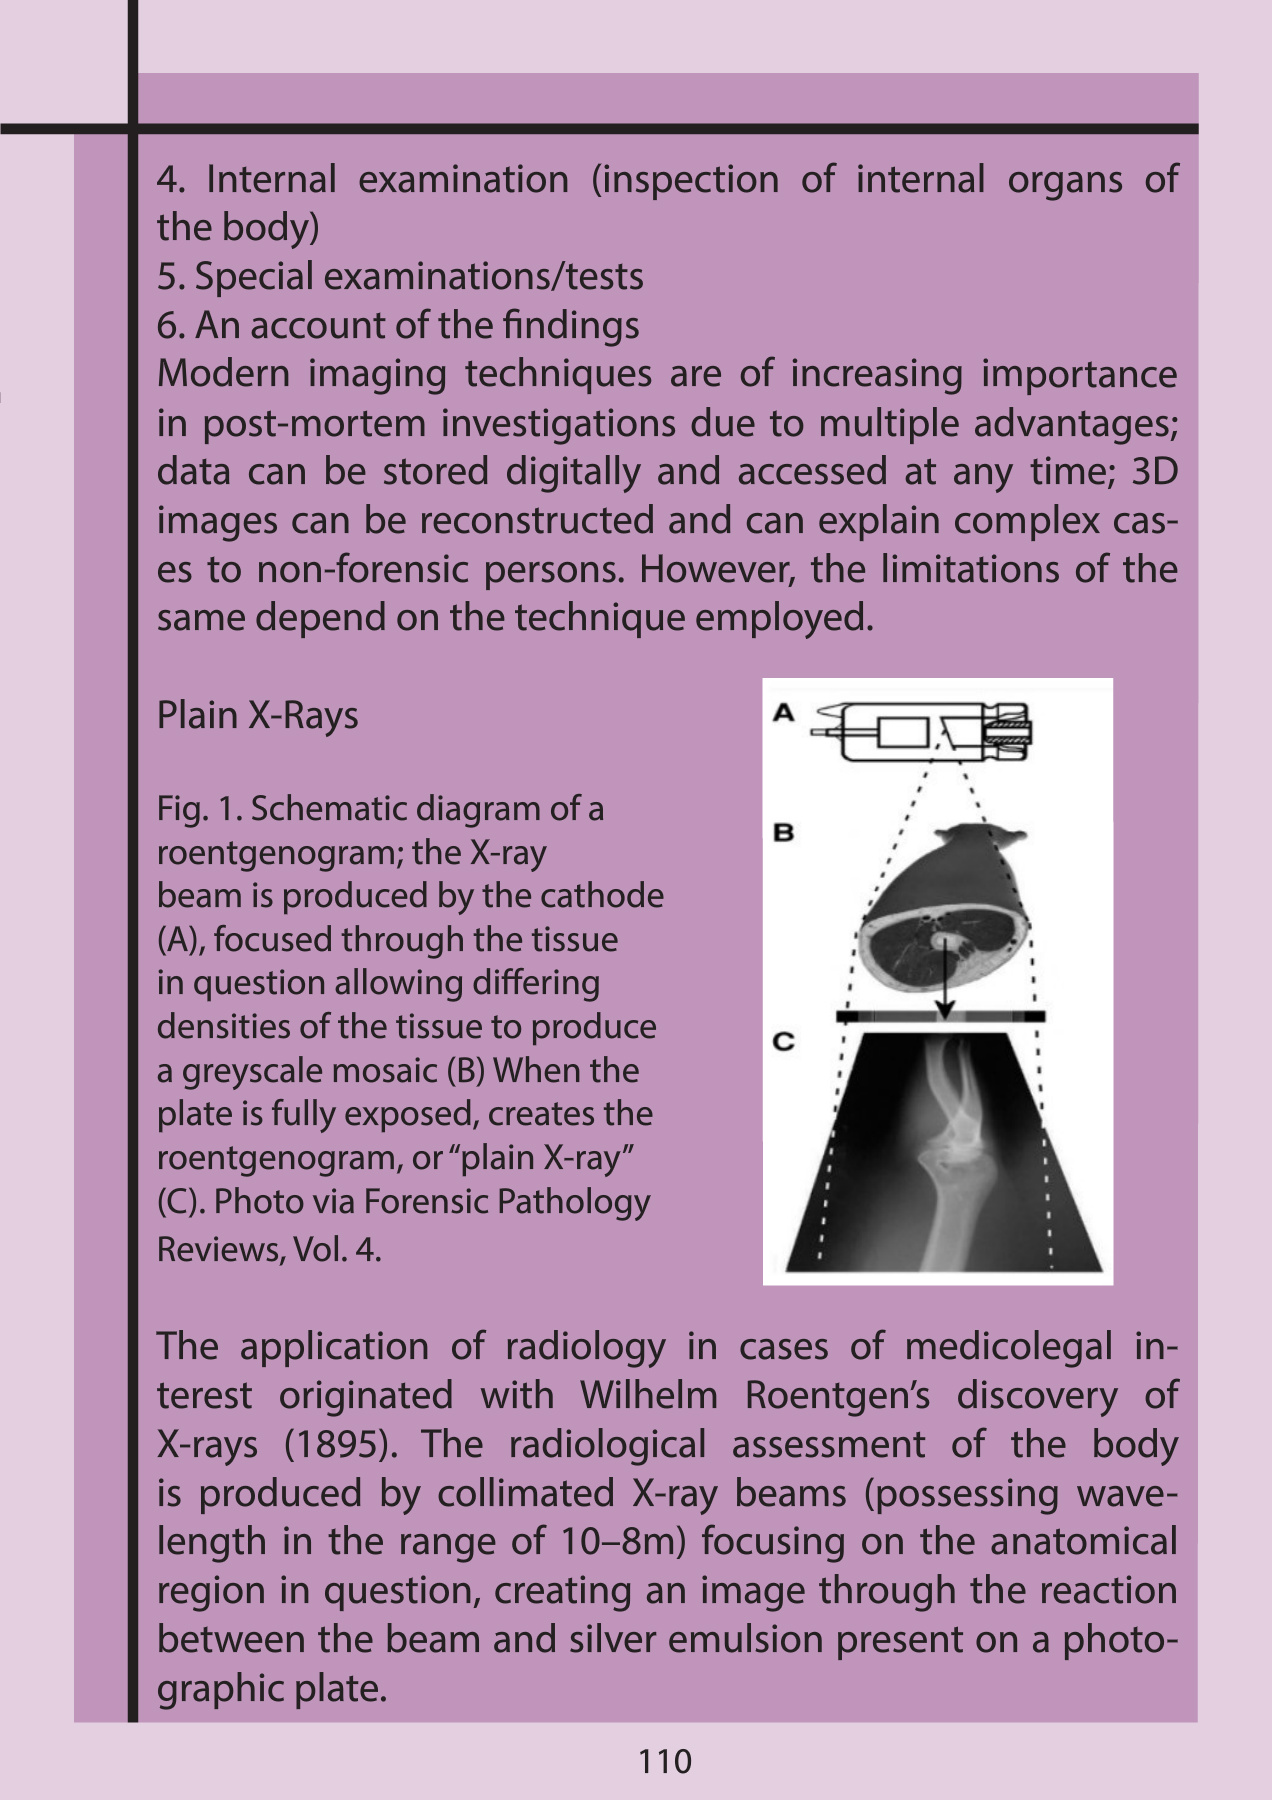 4. Internal examination (inspection of internal organs of
the body)
5. Special examinations/tests
6. An account of the findings
Modern imaging techniques are of increasing importance
in post-mortem investigations due to multiple advantages;
data can be stored digitally and accessed at any time; 3D
images can be reconstructed and can explain complex cas-
es to non-forensic persons. However, the limitations of the
same depend on the technique employed.
Plain X-Rays
Fig. 1. Schematic diagram of a
roentgenogram; the X-ray
beam is produced by the cathode
(A), focused through the tissue
in question allowing differing
densities of the tissue to produce
a greyscale mosaic (B) When the
plate is fully exposed, creates the
roentgenogram, or “plain X-ray”
(C). Photo via Forensic Pathology
Reviews, Vol. 4.
A
B
C
The application of radiology in cases of medicolegal in-
terest originated with Wilhelm Roentgen’s discovery of
X-rays (1895). The radiological assessment of the body
is produced by collimated X-ray beams (possessing wave-
length in the range of 10–8m) focusing on the anatomical
region in question, creating an image through the reaction
between the beam and silver emulsion present on a photo-
graphic plate.
110